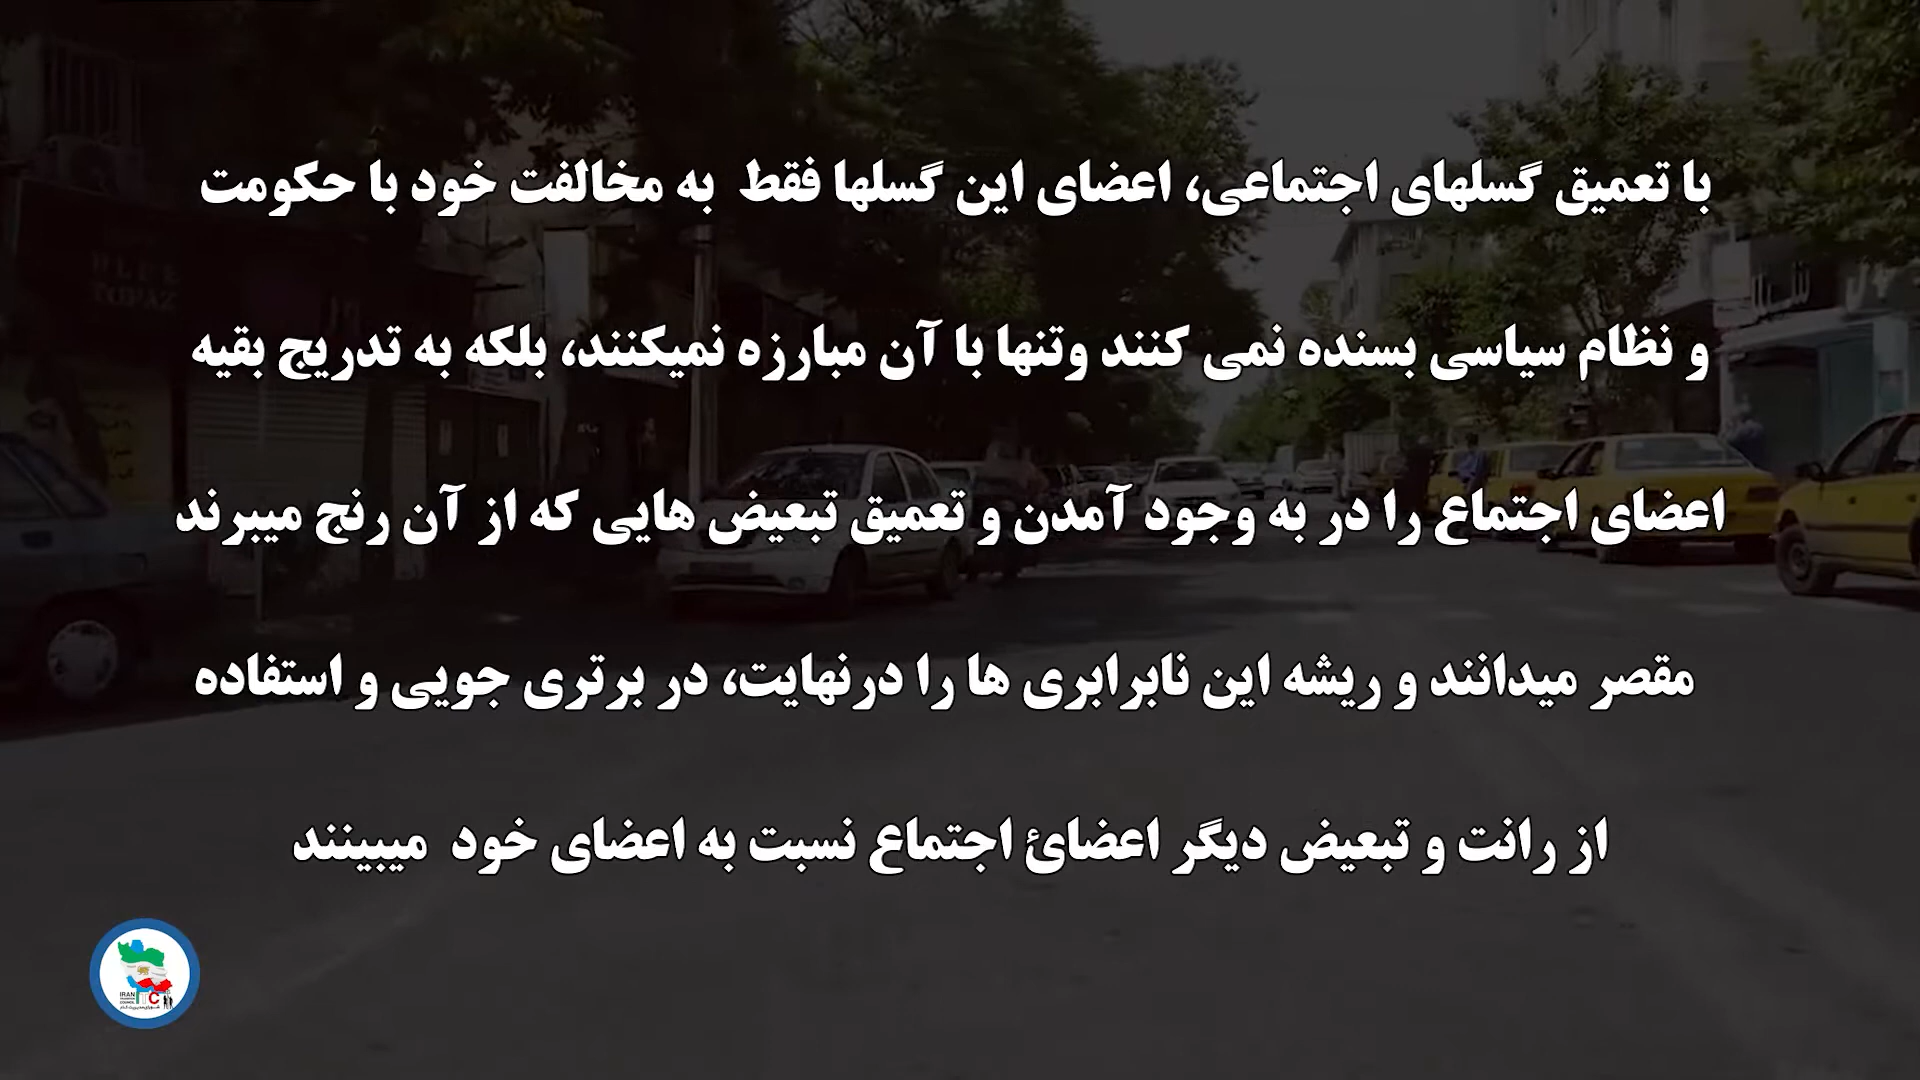 با تعمیق گسلهای اجتماعی، اعضای این گسلها فقط به مخالفت خود با حکومت
و نظام سیاسی بسنده نمی کنند وتنها با آن مبارزه نمیکنند، بلکه به تدریج بقیه
اعضای اجتماع را در به وجود آمدن و تعمیق تبعیض هایی که از آن رنج میبرند
مقصر میدانند و ریشه این نابرابری ها را درنهایت، در برتری جویی و استفاده
از رانت و تبعیض دیگر اعضائ اجتماع نسبت به اعضای خود میبینند
TOPAZ
IRAN
ITC